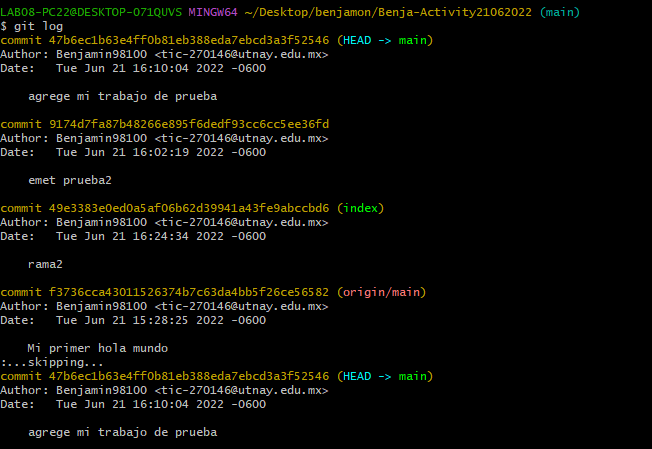 LAB08-PC22@DESKTOP-O71QUVS MINGW64 ~/Desktop/benjamon/Benja-Activity21062022 (main)
$ git log
commit 47b6ec1b63e4ff0b81eb388eda7ebcd3a3f52546 (HEAD -> main)
Author: Benjamin98100 <tic-270146@utnay.edu.mx>
Date:   Tue Jun 21 16:10:04 2022 -0600
    agrege mi trabajo de prueba
commit 9174d7fa87b48266e895f6dedf93cc6cc5ee36fd
Author: Benjamin98100 <tic-270146@utnay.edu.mx>
Date:   Tue Jun 21 16:02:19 2022 -0600
    emet prueba2
commit 49e3383e0ed0a5af06b62d39941a43fe9abccbd6 (index)
Author: Benjamin98100 <tic-270146@utnay.edu.mx>
Date:   Tue Jun 21 16:24:34 2022 -0600
    rama2
commit f3736cca43011526374b7c63da4bb5f26ce56582 (origin/main)
Author: Benjamin98100 <tic-270146@utnay.edu.mx>
Date:   Tue Jun 21 15:28:25 2022 -0600
    Mi primer hola mundo
:...skipping...
commit 47b6ec1b63e4ff0b81eb388eda7ebcd3a3f52546 (HEAD -> main)
Author: Benjamin98100 <tic-270146@utnay.edu.mx>
Date:   Tue Jun 21 16:10:04 2022 -0600
    agrege mi trabajo de prueba